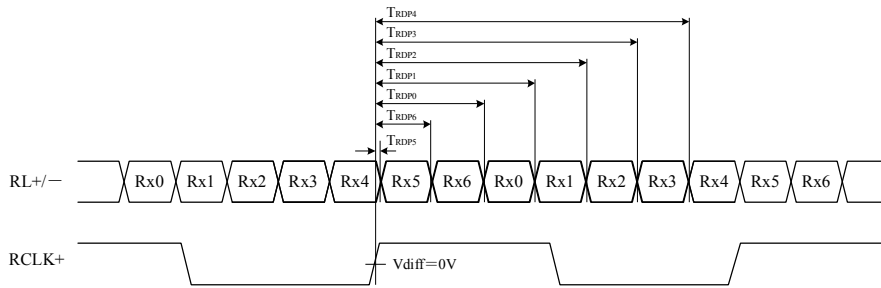 TRDP4
TRDP3
TRDP2
TRDP1
TRDP0
TRDP6
TRDP5
RL+/− Rx0 Rx1 Rx2 Rx3 Rx4 Rx5 Rx6 Rx0 Rx1 Rx2 Rx3 Rx4 Rx5 Rx6
RCLK+ Vdiff=0V